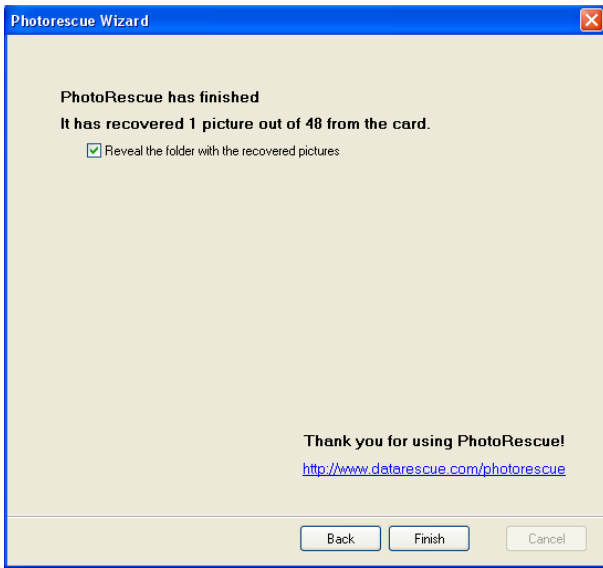 Photorescue Wizard
PhotoRescue has finished
It has recovered 1 picture out of 48 from the card.
Reveal the folder with the recovered pictures
Thank you for using PhotoRescue!
http://www.datarescue.com/photorescue
Back Finish Cancel